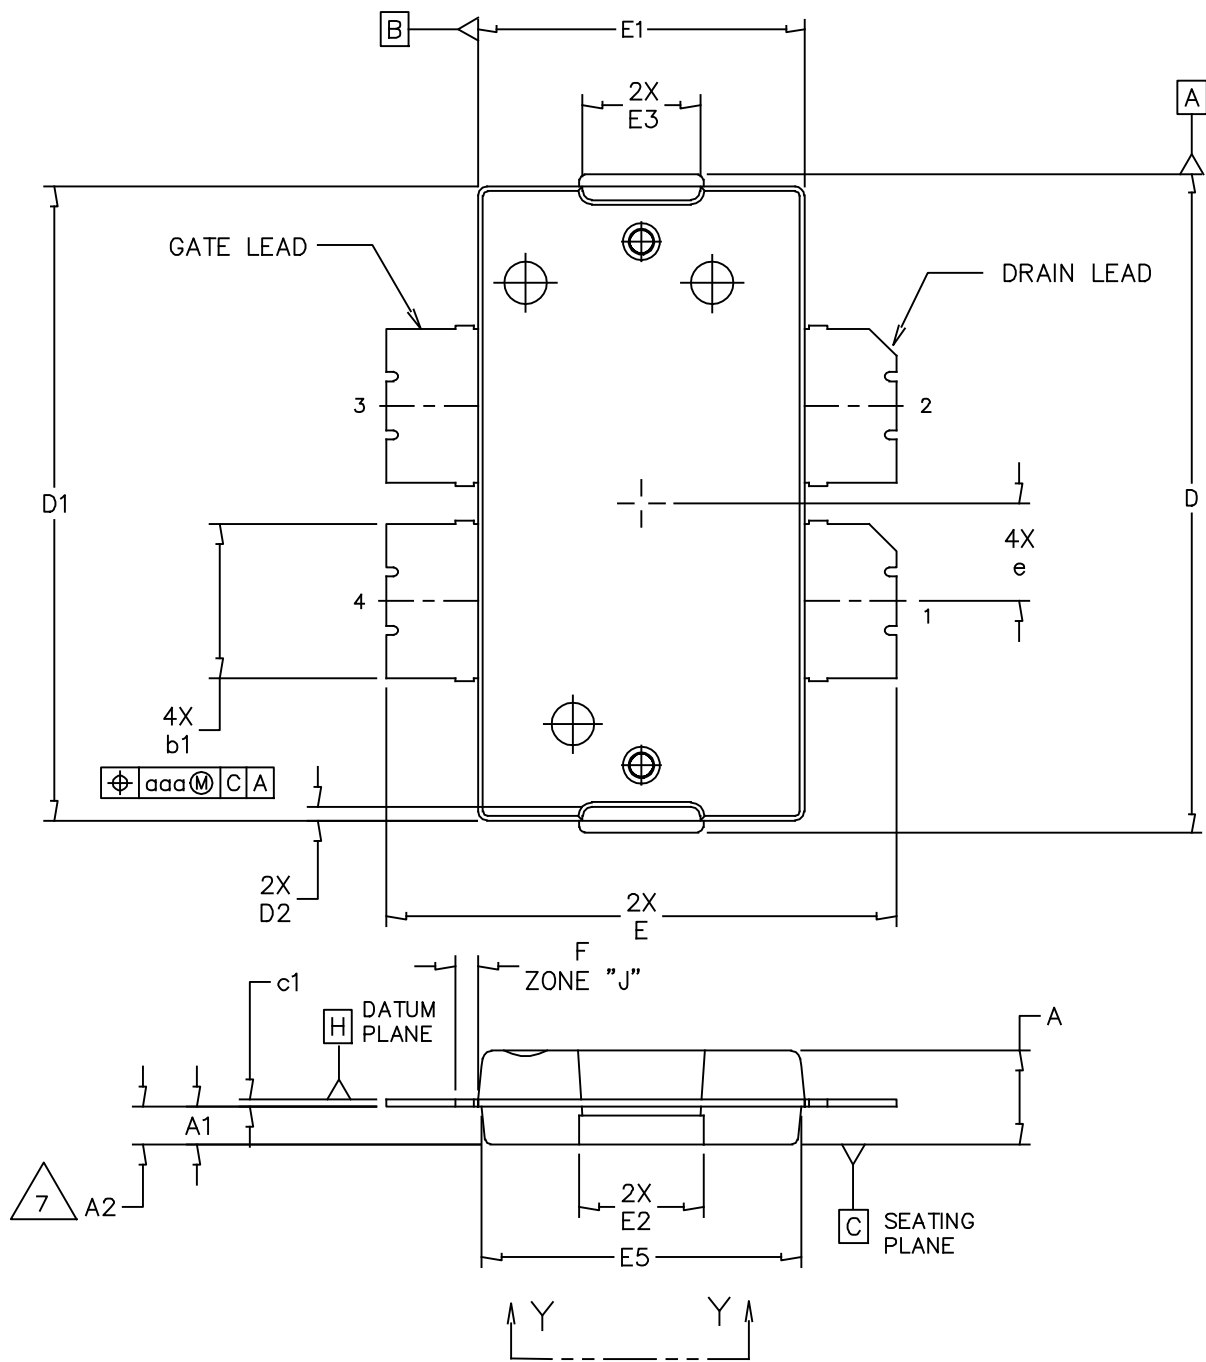 B
E1
2X
E3
A
GATE LEAD
DRAIN LEAD
3
2
D1
D
4X
e
4
1
4X
b1
⌖ aaa Ⓜ C A
2X
D2
2X
E
F
ZONE "J"
c1
H
DATUM
PLANE
A
A1
7
A2
2X
E2
C
SEATING
PLANE
E5
Y
Y